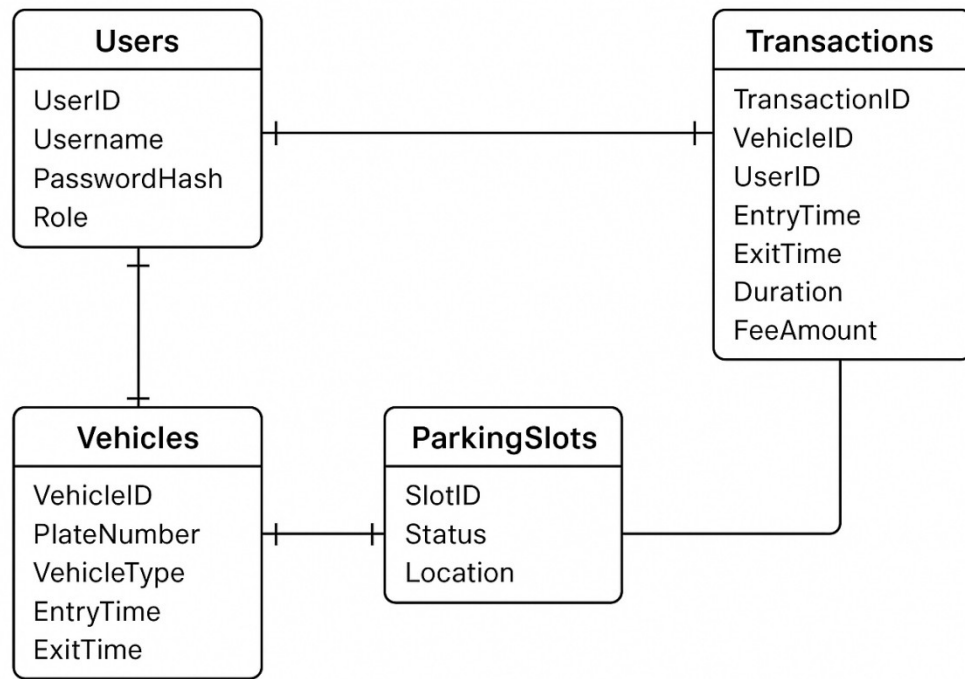 Users
UserID
Username
PasswordHash
Role
Transactions
TransactionID
VehicleID
UserID
EntryTime
ExitTime
Duration
FeeAmount
Vehicles
VehicleID
PlateNumber
VehicleType
EntryTime
ExitTime
ParkingSlots
SlotID
Status
Location